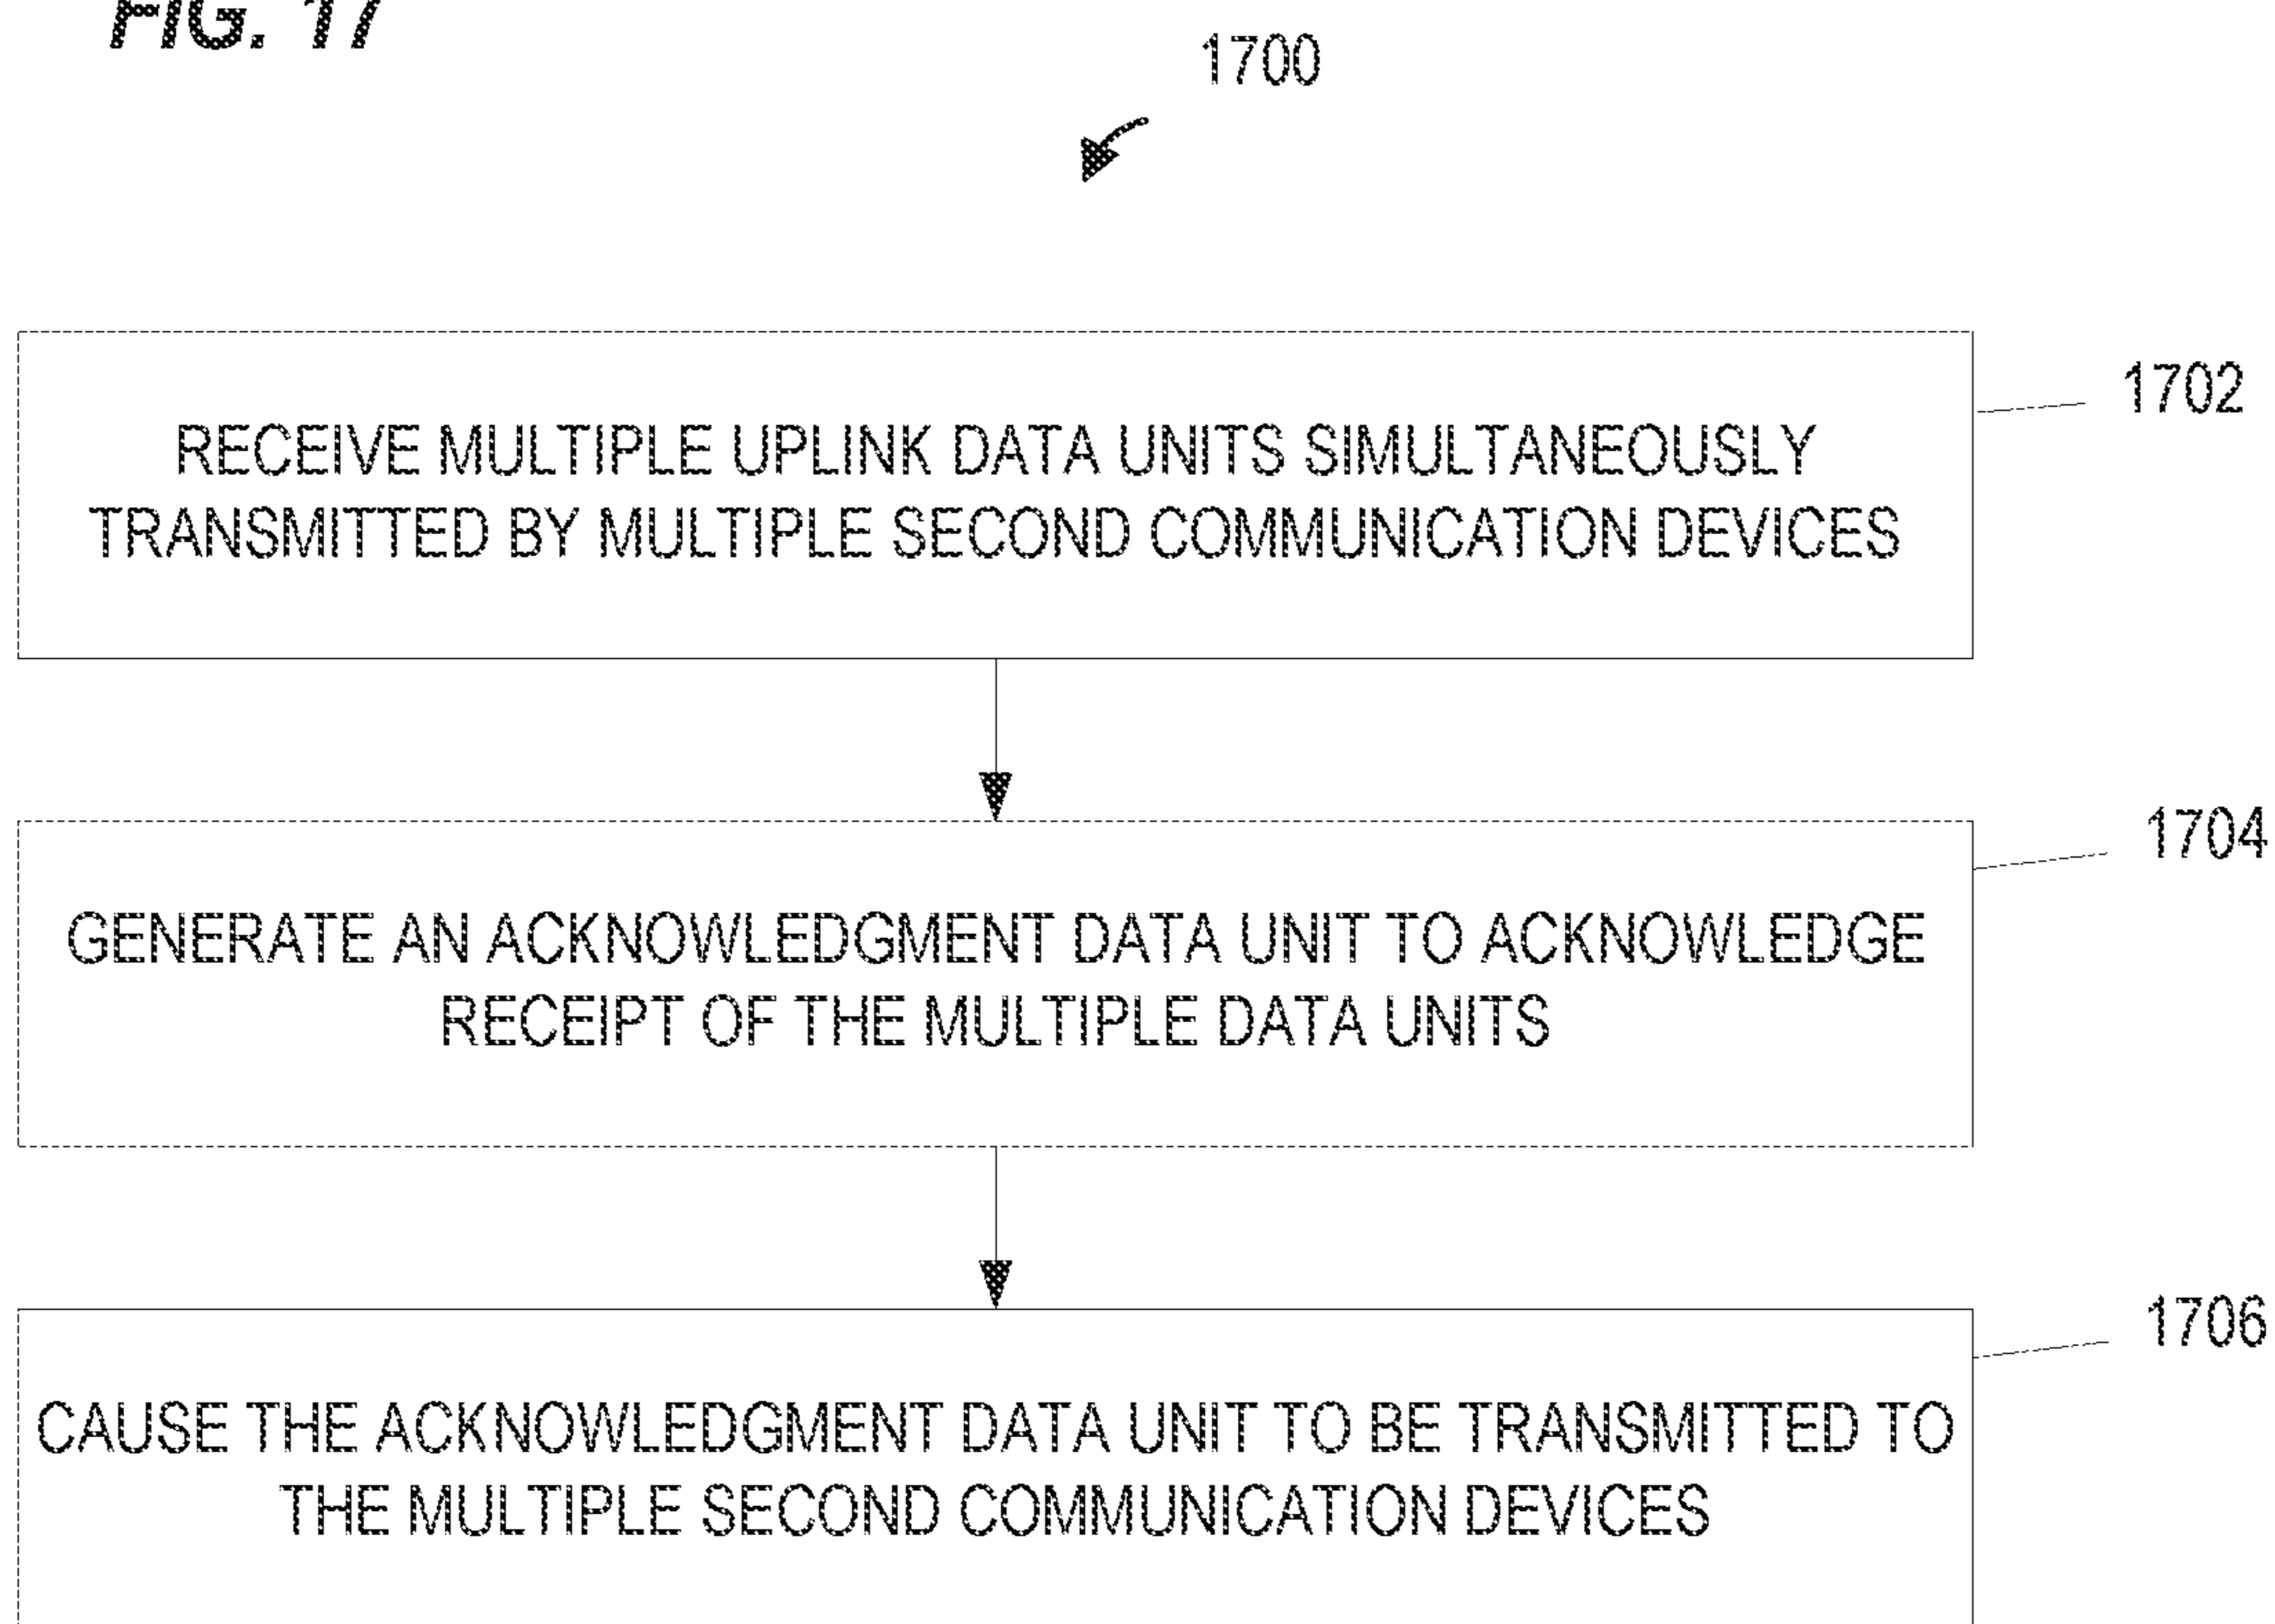 FIG. 17
1700
1702
RECEIVE MULTIPLE UPLINK DATA UNITS SIMULTANEOUSLY
TRANSMITTED BY MULTIPLE SECOND COMMUNICATION DEVICES
1704
GENERATE AN ACKNOWLEDGMENT DATA UNIT TO ACKNOWLEDGE
RECEIPT OF THE MULTIPLE DATA UNITS
1706
CAUSE THE ACKNOWLEDGMENT DATA UNIT TO BE TRANSMITTED TO
THE MULTIPLE SECOND COMMUNICATION DEVICES